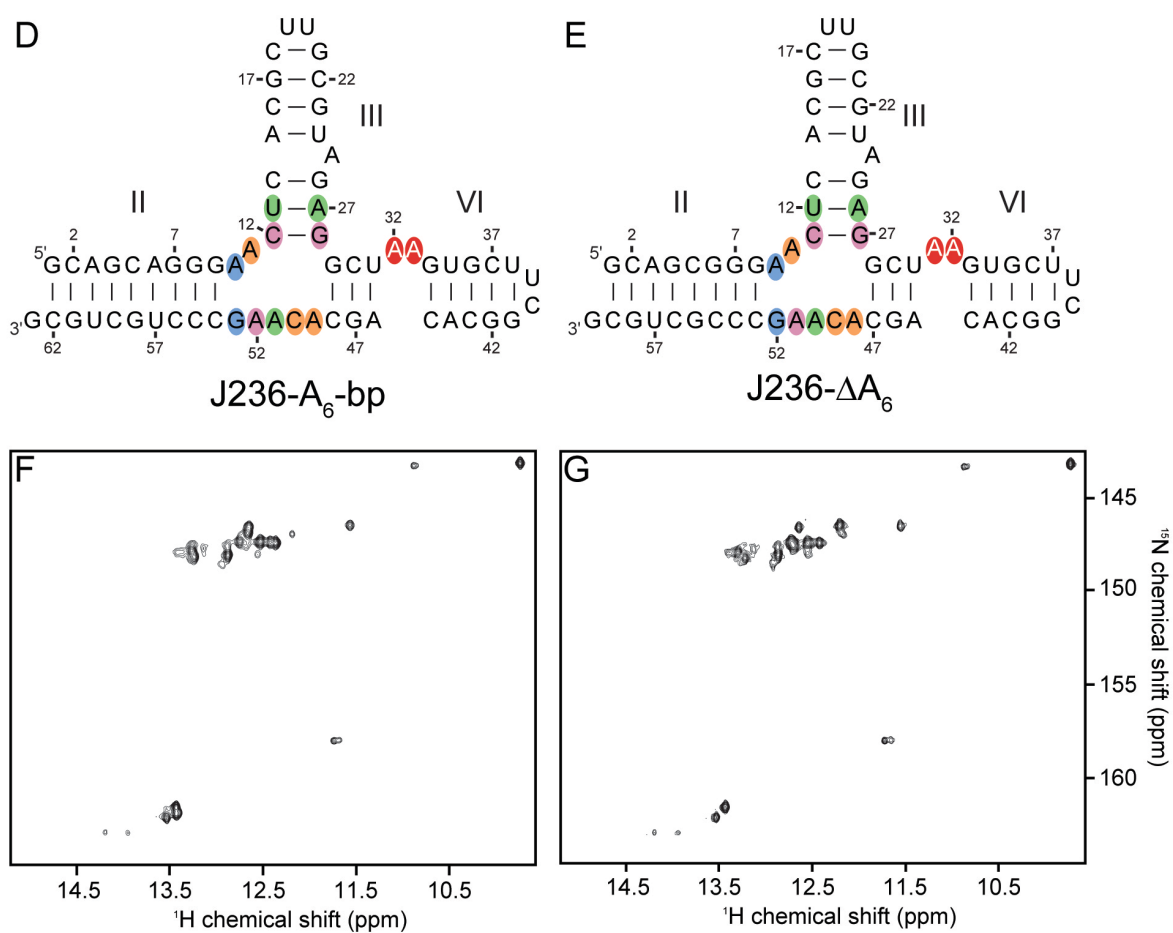 D
UU
C – G
17-G – C-22
C – G
III
A – U
A
C – G
II
U – A-27
VI
12
C – G
32
2
7
37
5'
GCAGCAGGGA
A
GCU
AA
GUGCU
U
C
3'
GCGUCGUCCCGAACACGA
CACGG
62
57
52
47
42
J236-A6-bp
E
UU
17-C – G
G – C
C – G-22
III
A – U
A
C – G
II
12-U – A
VI
C – G-27
32
2
7
37
5'
GCAGCGGGA
A
GCU
AA
GUGCU
U
C
3'
GCGUCGCCCGAACACGA
CACGG
57
52
47
42
J236-ΔA6
F
14.5
13.5
12.5
11.5
10.5
1H chemical shift (ppm)
G
145
150
155
160
15N chemical shift (ppm)
14.5
13.5
12.5
11.5
10.5
1H chemical shift (ppm)